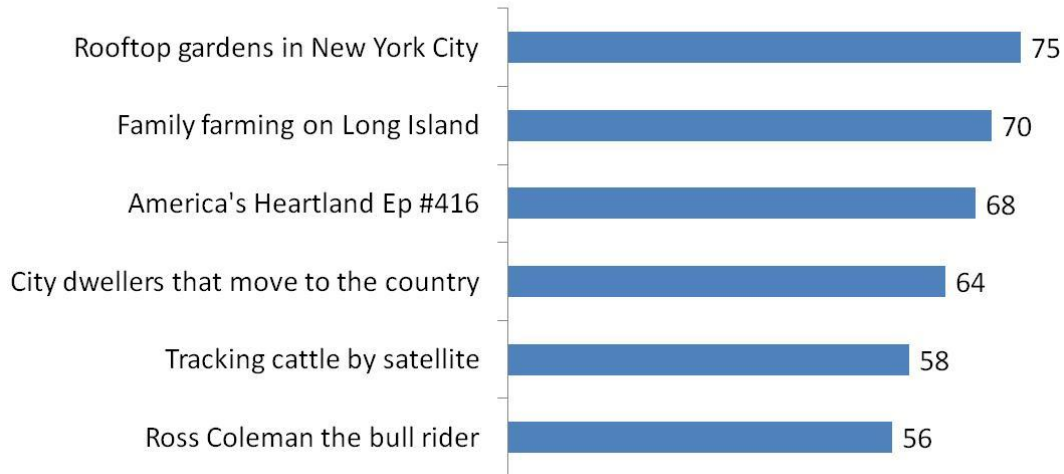 Rooftop gardens in New York City 75
Family farming on Long Island 70
America's Heartland Ep #416 68
City dwellers that move to the country 64
Tracking cattle by satellite 58
Ross Coleman the bull rider 56